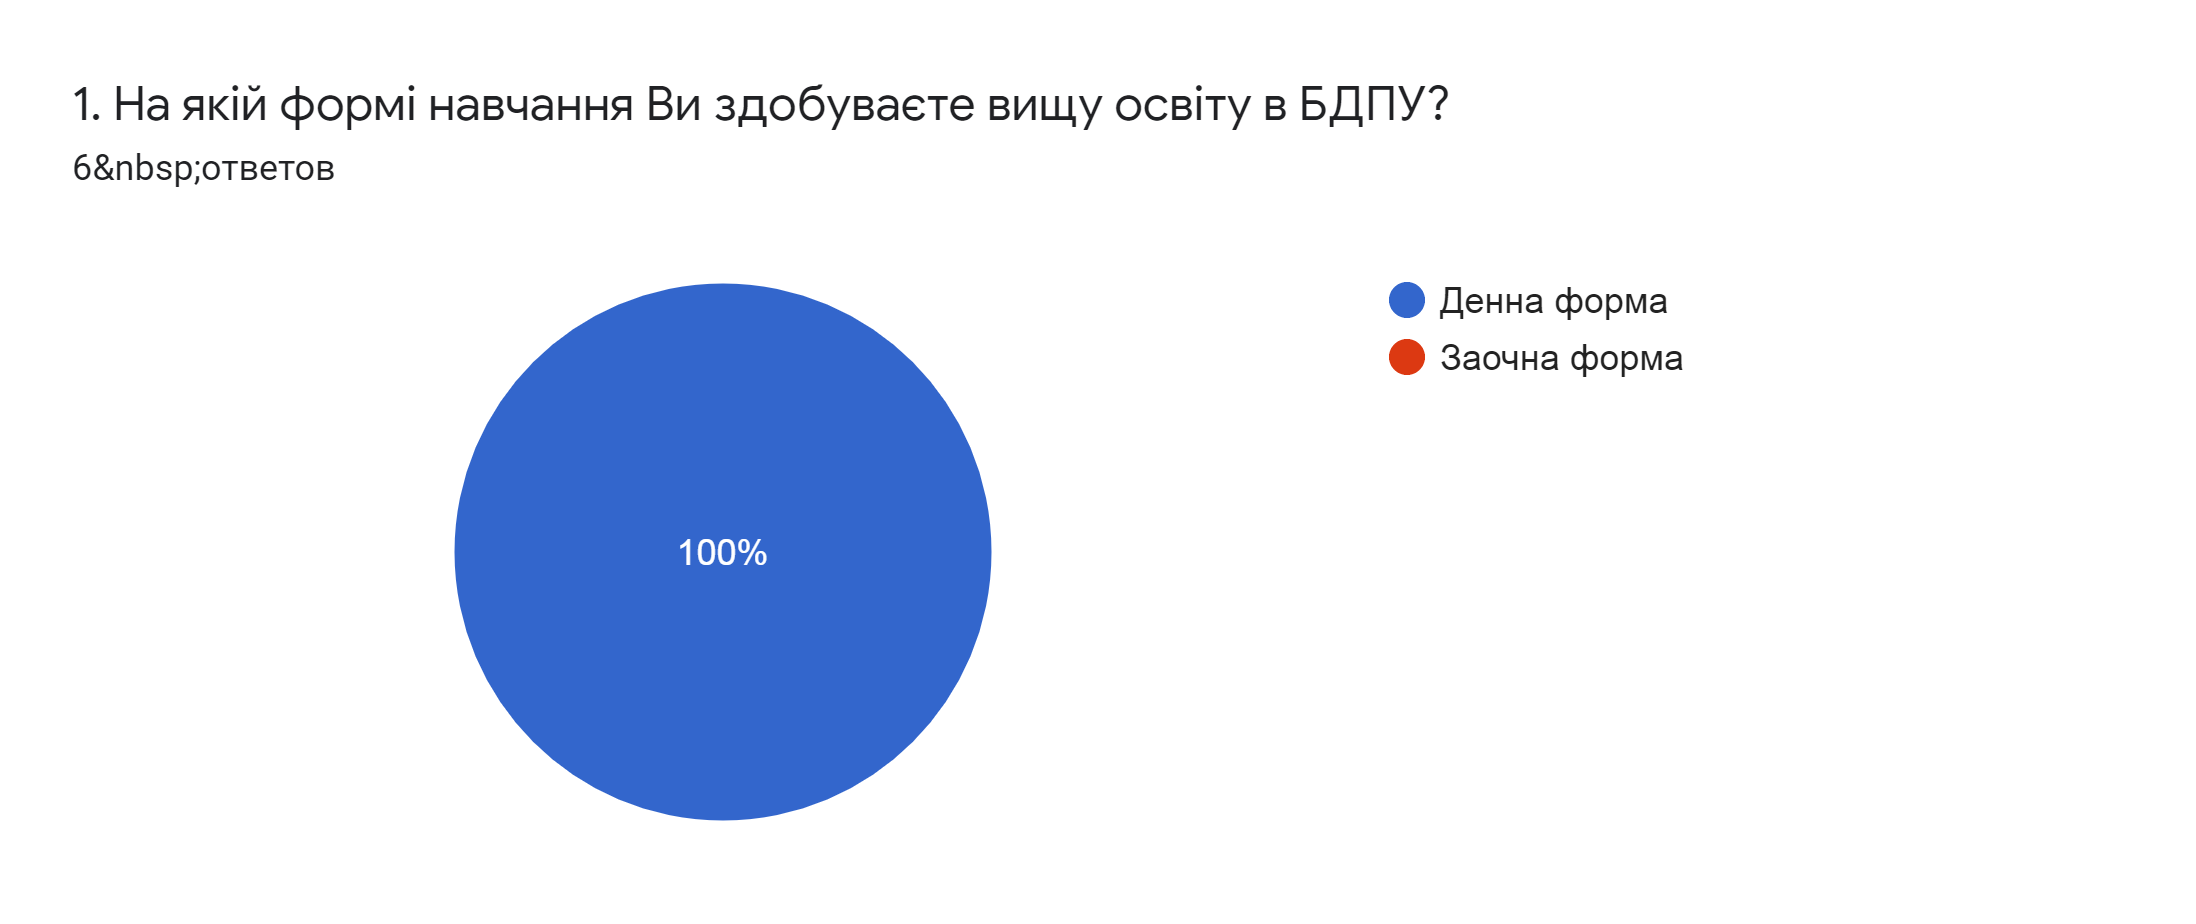 1. На якій формі навчання Ви здобуваєте вищу освіту в БДПУ?
6&nbsp;ответов
Денна форма
Заочна форма
100%